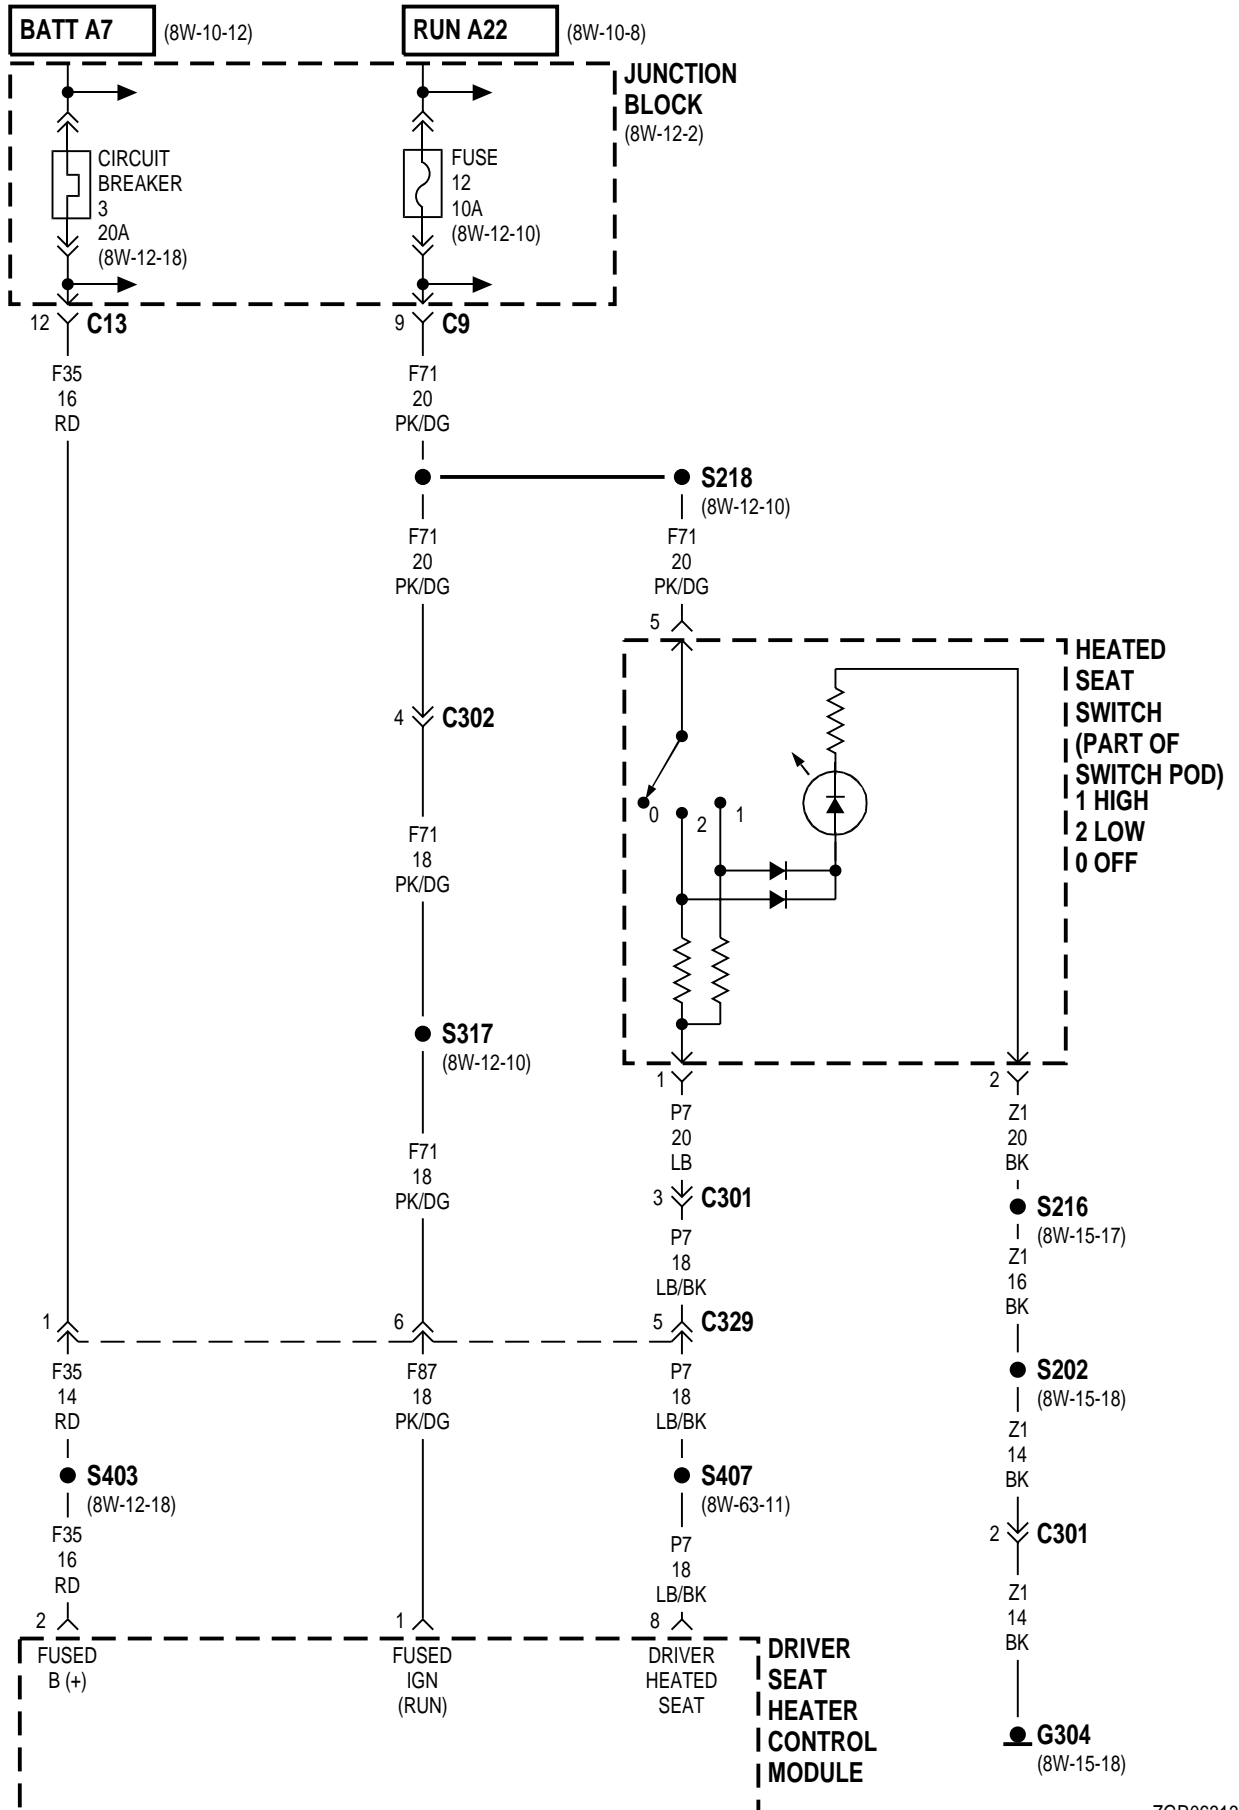 BATT A7 (8W-10-12)
RUN A22 (8W-10-8)
JUNCTION
BLOCK
(8W-12-2)
CIRCUIT
BREAKER
3
20A
(8W-12-18)
FUSE
12
10A
(8W-12-10)
12 C13
9 C9
F35
16
RD
F71
20
PK/DG
S218
(8W-12-10)
F71
20
PK/DG
F71
20
PK/DG
5
HEATED
SEAT
SWITCH
(PART OF
SWITCH POD)
1 HIGH
2 LOW
0 OFF
4 C302
0
2
1
F71
18
PK/DG
S317
(8W-12-10)
1
2
P7
20
LB
Z1
20
BK
F71
18
PK/DG
3 C301
S216
(8W-15-17)
P7
18
LB/BK
Z1
16
BK
1
6
5 C329
F35
14
RD
F87
18
PK/DG
P7
18
LB/BK
S202
(8W-15-18)
Z1
14
BK
S403
(8W-12-18)
S407
(8W-63-11)
F35
16
RD
P7
18
LB/BK
2 C301
Z1
14
BK
2
1
8
FUSED
B (+)
FUSED
IGN
(RUN)
DRIVER
HEATED
SEAT
DRIVER
SEAT
HEATER
CONTROL
MODULE
G304
(8W-15-18)